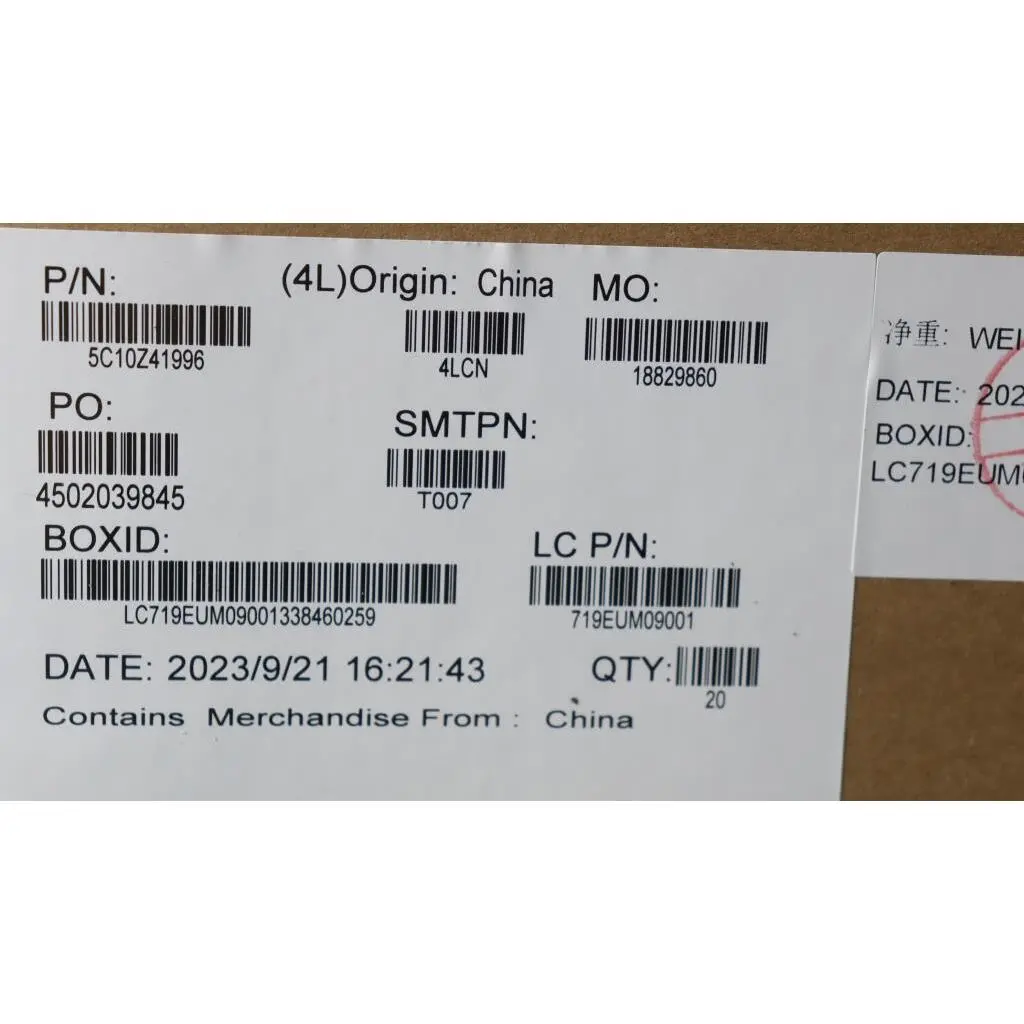 P/N: (4L)Origin: China MO:
5C10Z41996 4LCN 18829860
PO: SMTPN:
4502039845 T007
BOXID: LC P/N:
LC719EUM09001338460259 719EUM09001
DATE: 2023/9/21 16:21:43 QTY:
20
Contains Merchandise From : China
净重: WEI
DATE: 202
BOXID:
LC719EUM